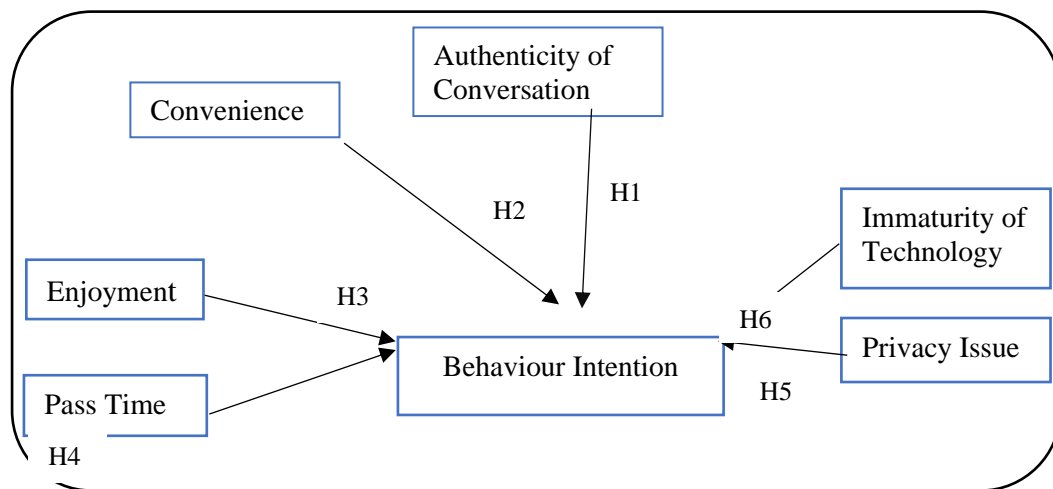 Authenticity of
Conversation
Convenience
H2
H1
Immaturity of
Technology
Enjoyment
H3
H6
Privacy Issue
Behaviour Intention
H5
Pass Time
H4